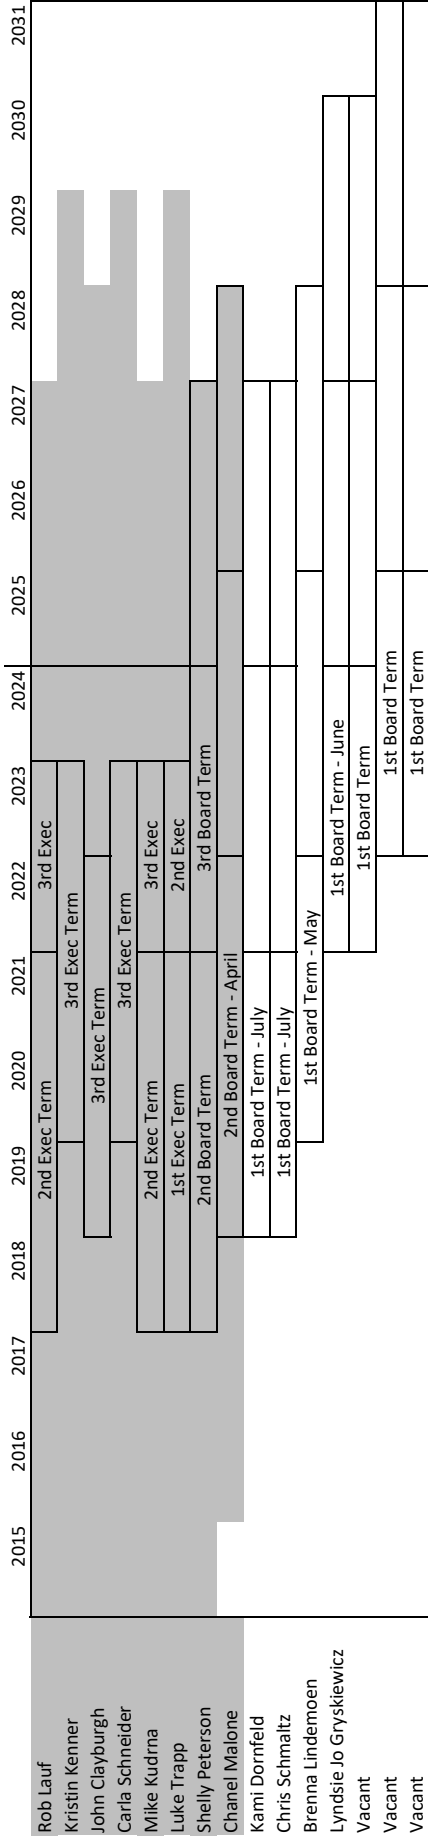 2015 2016 2017 2018 2019 2020 2021 2022 2023 2024 2025 2026 2027 2028 2029 2030 2031
Rob Lauf 2nd Exec Term 3rd Exec
Kristin Kenner 3rd Exec Term
John Clayburgh 3rd Exec Term
Carla Schneider 3rd Exec Term
Mike Kudrna 2nd Exec Term 3rd Exec
Luke Trapp 1st Exec Term 2nd Exec
Shelly Peterson 2nd Board Term 3rd Board Term
Chanel Malone 2nd Board Term - April
Kami Dornfeld 1st Board Term - July
Chris Schmaltz 1st Board Term - July
Brenna Lindemoen 1st Board Term - May
Lyndsie Jo Gryskiewicz 1st Board Term - June
Vacant 1st Board Term
Vacant 1st Board Term
Vacant 1st Board Term